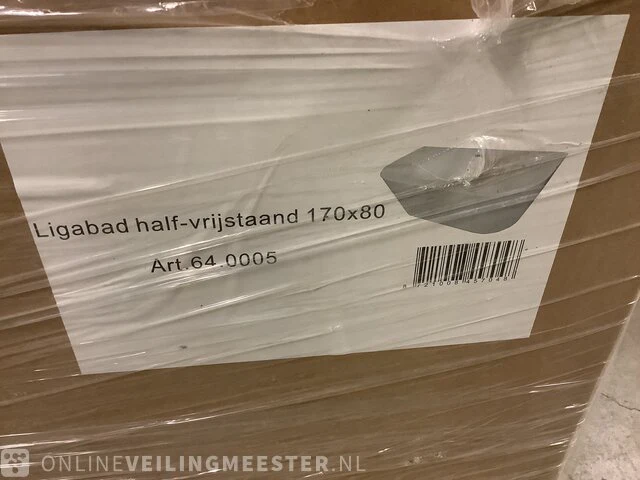 Ligabad half-vrijstaand 170x80
Art.64.0005
ONLINEVEILINGMEESTER.NL